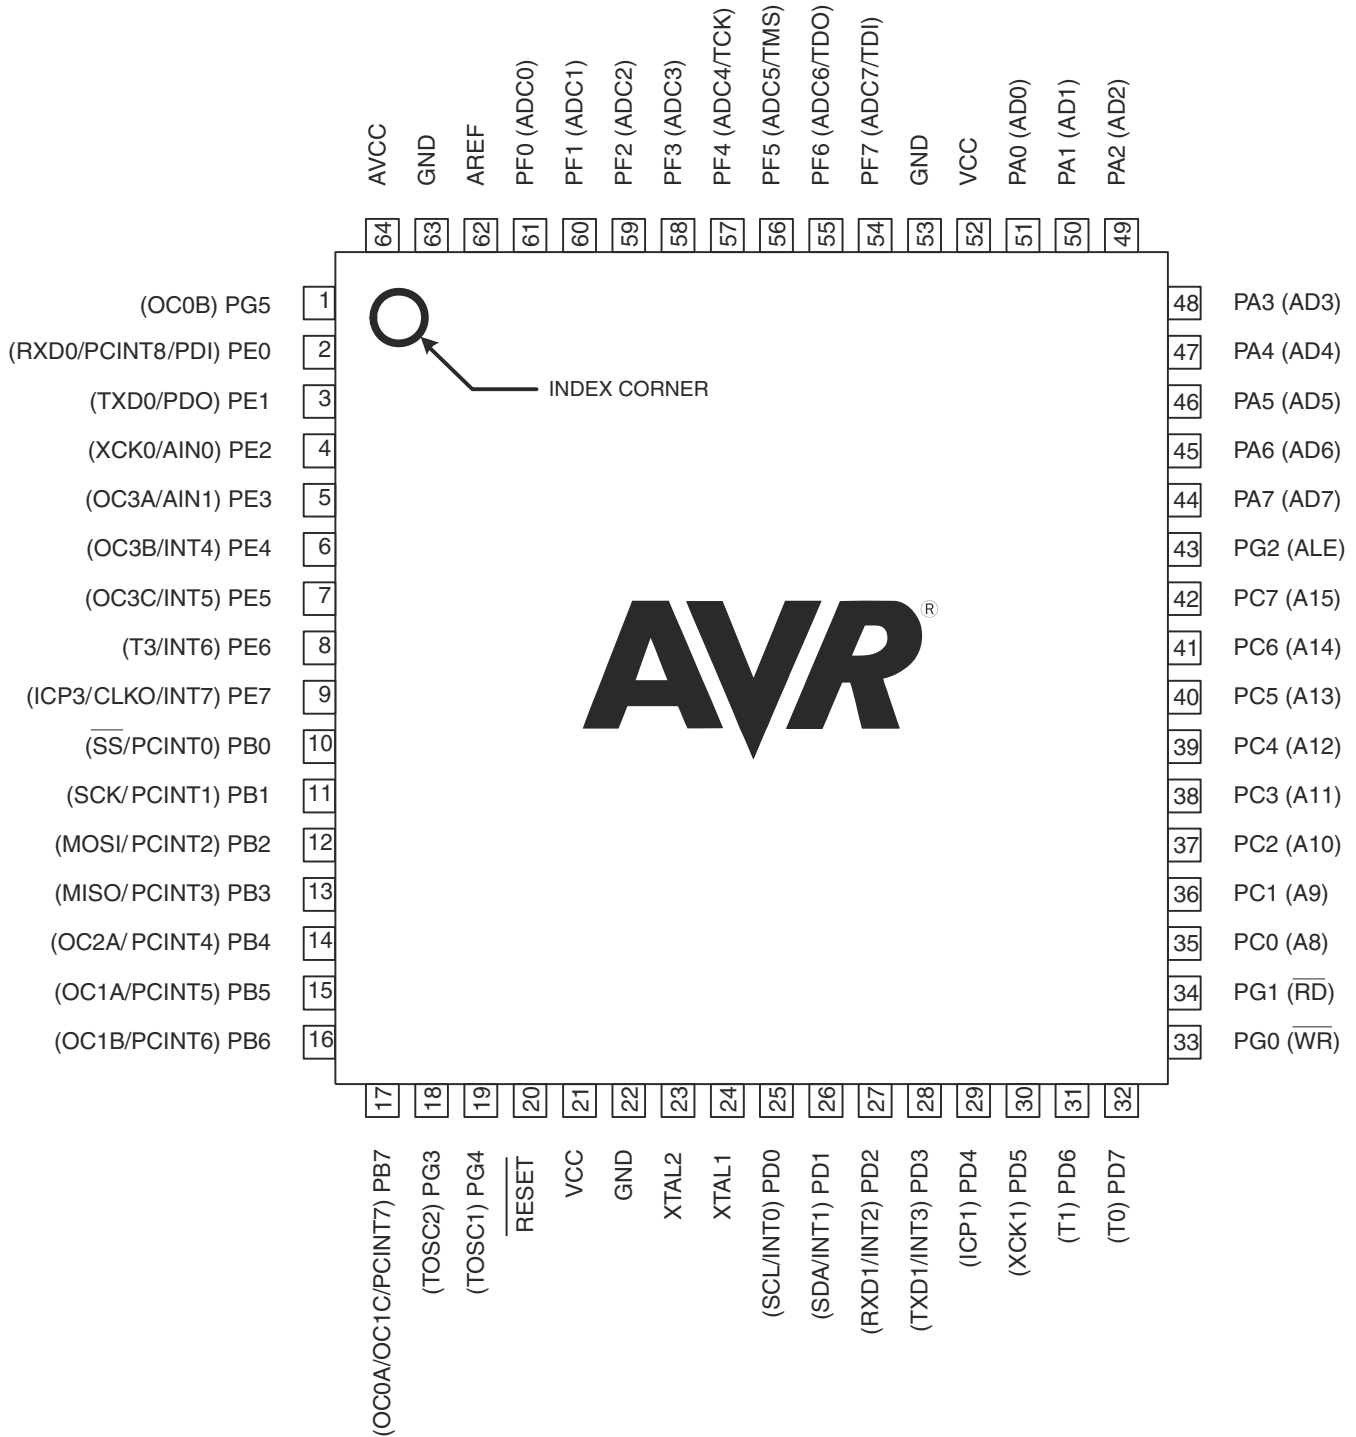 AVCC
GND
AREF
PF0 (ADC0)
PF1 (ADC1)
PF2 (ADC2)
PF3 (ADC3)
PF4 (ADC4/TCK)
PF5 (ADC5/TMS)
PF6 (ADC6/TDO)
PF7 (ADC7/TDI)
GND
VCC
PA0 (AD0)
PA1 (AD1)
PA2 (AD2)
64
63
62
61
60
59
58
57
56
55
54
53
52
51
50
49
(OC0B) PG5 1
(RXD0/PCINT8/PDI) PE0 2
(TXD0/PDO) PE1 3
(XCK0/AIN0) PE2 4
(OC3A/AIN1) PE3 5
(OC3B/INT4) PE4 6
(OC3C/INT5) PE5 7
(T3/INT6) PE6 8
(ICP3/CLKO/INT7) PE7 9
(SS/PCINT0) PB0 10
(SCK/ PCINT1) PB1 11
(MOSI/ PCINT2) PB2 12
(MISO/ PCINT3) PB3 13
(OC2A/ PCINT4) PB4 14
(OC1A/PCINT5) PB5 15
(OC1B/PCINT6) PB6 16
INDEX CORNER
AVR®
48 PA3 (AD3)
47 PA4 (AD4)
46 PA5 (AD5)
45 PA6 (AD6)
44 PA7 (AD7)
43 PG2 (ALE)
42 PC7 (A15)
41 PC6 (A14)
40 PC5 (A13)
39 PC4 (A12)
38 PC3 (A11)
37 PC2 (A10)
36 PC1 (A9)
35 PC0 (A8)
34 PG1 (RD)
33 PG0 (WR)
17
18
19
20
21
22
23
24
25
26
27
28
29
30
31
32
(OC0A/OC1C/PCINT7) PB7
(TOSC2) PG3
(TOSC1) PG4
RESET
VCC
GND
XTAL2
XTAL1
(SCL/INT0) PD0
(SDA/INT1) PD1
(RXD1/INT2) PD2
(TXD1/INT3) PD3
(ICP1) PD4
(XCK1) PD5
(T1) PD6
(T0) PD7